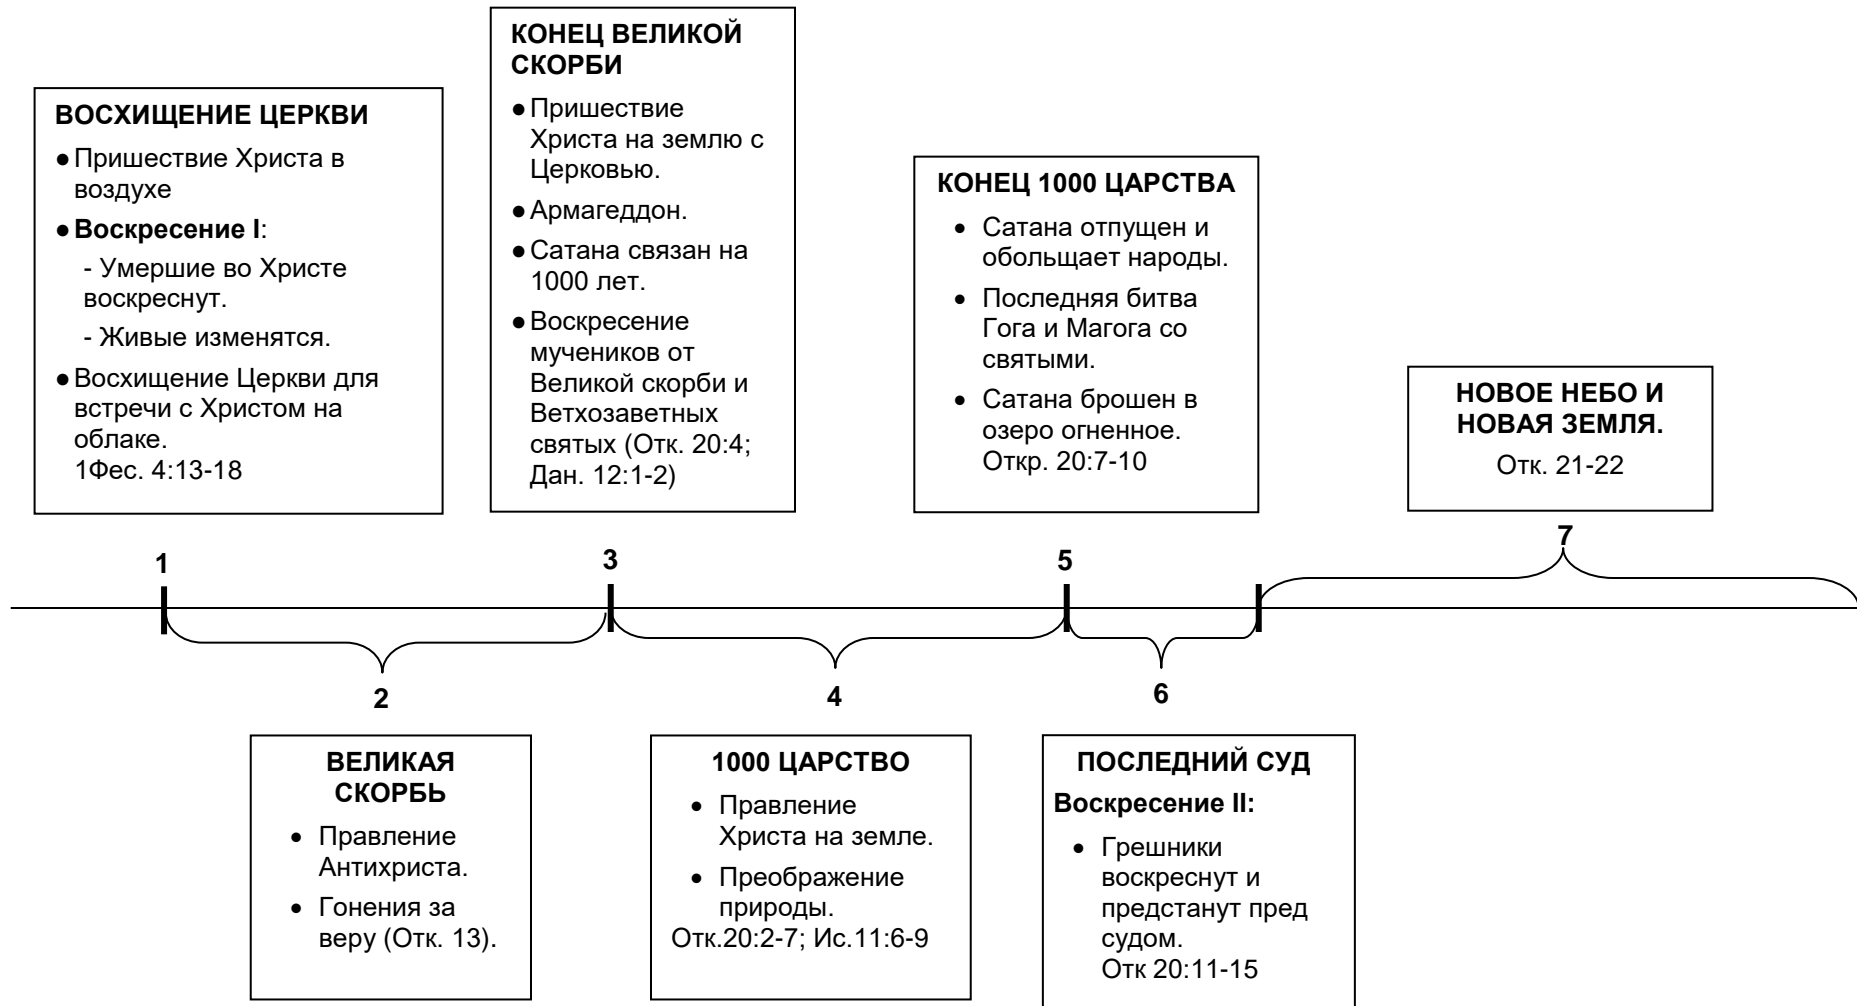 ВОСХИЩЕНИЕ ЦЕРКВИ
●Пришествие Христа в
воздухе
●Воскресение I:
- Умершие во Христе
воскреснут.
- Живые изменятся.
●Восхищение Церкви для
встречи с Христом на
облаке.
1Фес. 4:13-18
1
2
ВЕЛИКАЯ
СКОРБЬ
• Правление
Антихриста.
• Гонения за
веру (Отк. 13).
КОНЕЦ ВЕЛИКОЙ
СКОРБИ
●Пришествие
Христа на землю с
Церковью.
●Армагеддон.
●Сатана связан на
1000 лет.
●Воскресение
мучеников от
Великой скорби и
Ветхозаветных
святых (Отк. 20:4;
Дан. 12:1-2)
3
4
1000 ЦАРСТВО
• Правление
Христа на земле.
• Преображение
природы.
Отк.20:2-7; Ис.11:6-9
КОНЕЦ 1000 ЦАРСТВА
• Сатана отпущен и
обольщает народы.
• Последняя битва
Гога и Магога со
святыми.
• Сатана брошен в
озеро огненное.
Откр. 20:7-10
5
6
ПОСЛЕДНИЙ СУД
Воскресение II:
• Грешники
воскреснут и
предстанут пред
судом.
Отк 20:11-15
НОВОЕ НЕБО И
НОВАЯ ЗЕМЛЯ.
Отк. 21-22
7